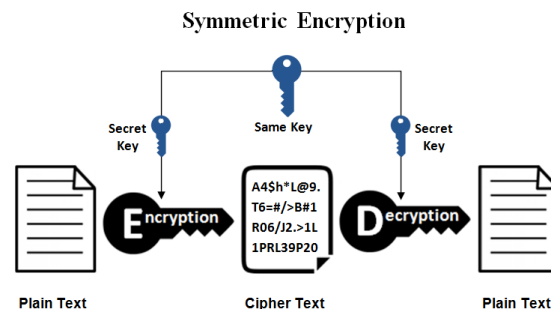 Symmetric Encryption
Secret
Key
Same Key
Secret
Key
Encryption
A4$h*L@9.
T6=#/>B#1
R06/J2.>1L
1PRL39P20
Decryption
Plain Text
Cipher Text
Plain Text